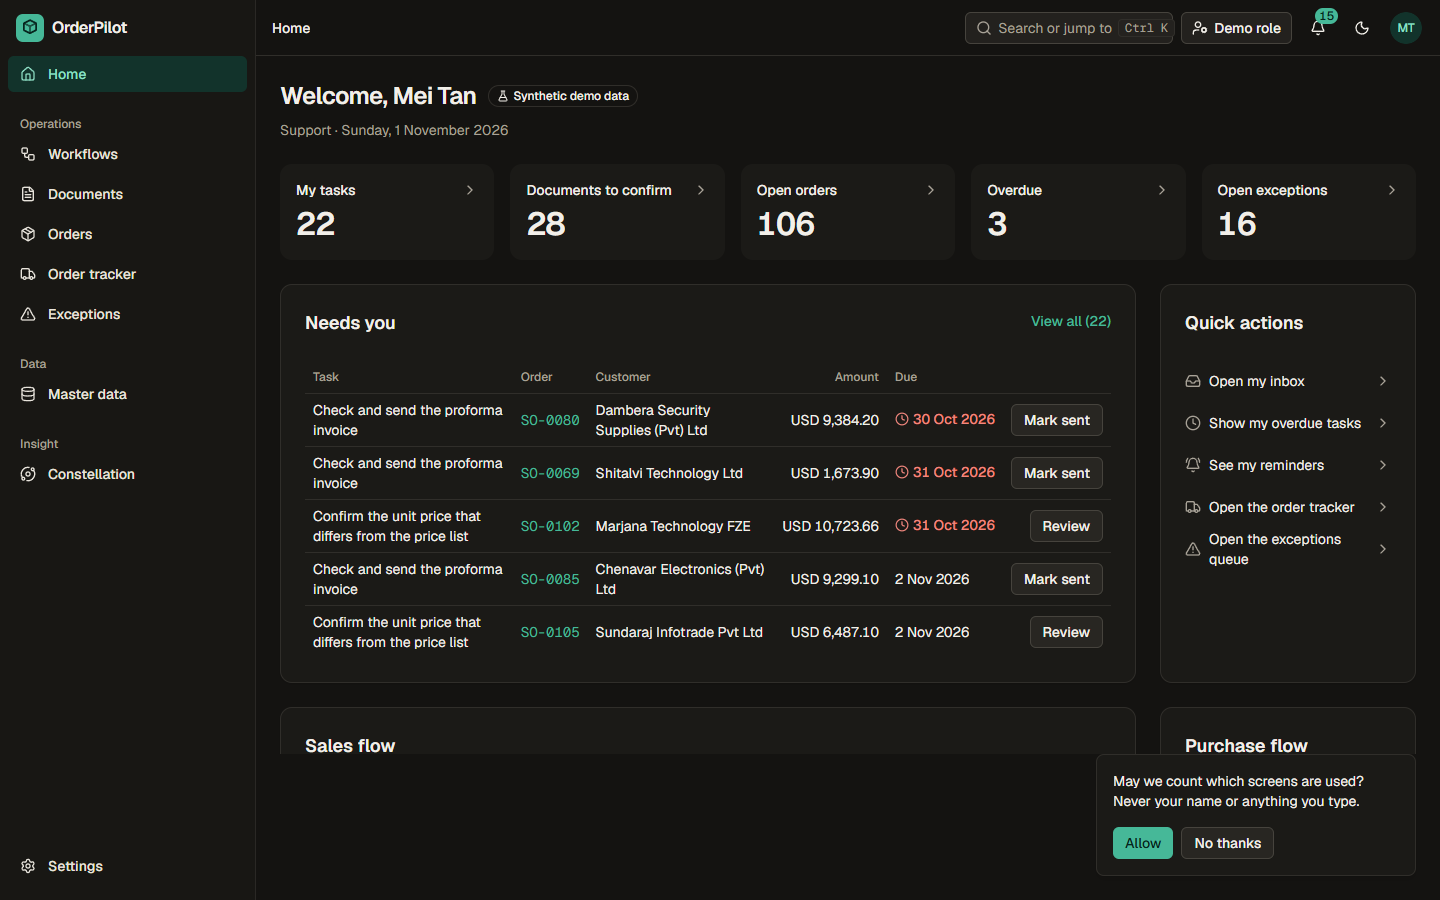 OrderPilot
Home
Operations
Workflows
Documents
Orders
Order tracker
Exceptions
Data
Master data
Insight
Constellation
Settings
Home
Search or jump to Ctrl K
Demo role
15
MT
Welcome, Mei Tan
Synthetic demo data
Support · Sunday, 1 November 2026
My tasks
22
Documents to confirm
28
Open orders
106
Overdue
3
Open exceptions
16
Needs you
View all (22)
Task Order Customer Amount Due
Check and send the proforma invoice SO-0080 Dambera Security Supplies (Pvt) Ltd USD 9,384.20 30 Oct 2026 Mark sent
Check and send the proforma invoice SO-0069 Shitalvi Technology Ltd USD 1,673.90 31 Oct 2026 Mark sent
Confirm the unit price that differs from the price list SO-0102 Marjana Technology FZE USD 10,723.66 31 Oct 2026 Review
Check and send the proforma invoice SO-0085 Chenavar Electronics (Pvt) Ltd USD 9,299.10 2 Nov 2026 Mark sent
Confirm the unit price that differs from the price list SO-0105 Sundaraj Infotrade Pvt Ltd USD 6,487.10 2 Nov 2026 Review
Quick actions
Open my inbox
Show my overdue tasks
See my reminders
Open the order tracker
Open the exceptions
queue
Sales flow
Purchase flow
May we count which screens are used?
Never your name or anything you type.
Allow
No thanks